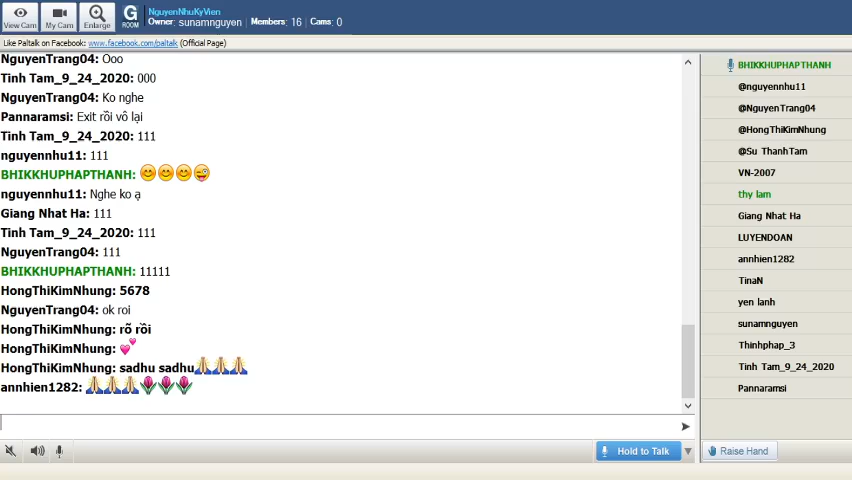 View Cam
My Cam
Enlarge
G
ROOM
NguyenNhuKyVien
Owner: sunamnguyen
Members: 16
Cams: 0
Like Paltalk on Facebook: www.facebook.com/paltalk (Official Page)
NguyenTrang04: Ooo
Tinh Tam_9_24_2020: 000
NguyenTrang04: Ko nghe
Pannaramsi: Exit rồi vô lại
Tinh Tam_9_24_2020: 111
nguyennhu11: 111
BHIKKHUPHAPTHANH:
nguyennhu11: Nghe ko ạ
Giang Nhat Ha: 111
Tinh Tam_9_24_2020: 111
NguyenTrang04: 111
BHIKKHUPHAPTHANH: 11111
HongThiKimNhung: 5678
NguyenTrang04: ok roi
HongThiKimNhung: rõ rồi
HongThiKimNhung:
HongThiKimNhung: sadhu sadhu
annhien1282:
Hold to Talk
BHIKKHUPHAPTHANH
@nguyennhu11
@NguyenTrang04
@HongThiKimNhung
@Su ThanhTam
VN-2007
thy lam
Giang Nhat Ha
LUYENDOAN
annhien1282
TinaN
yen lanh
sunamnguyen
Thinhphap_3
Tinh Tam_9_24_2020
Pannaramsi
Raise Hand